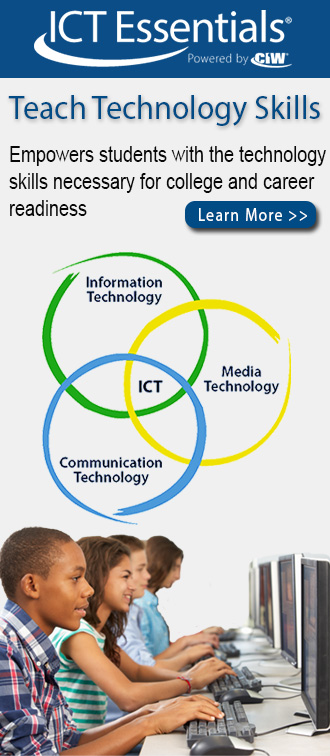 ICT Essentials®
Powered by CIW®
Teach Technology Skills
Empowers students with the technology
skills necessary for college and career
readiness
Learn More >>
Information
Technology
Media
Technology
ICT
Communication
Technology